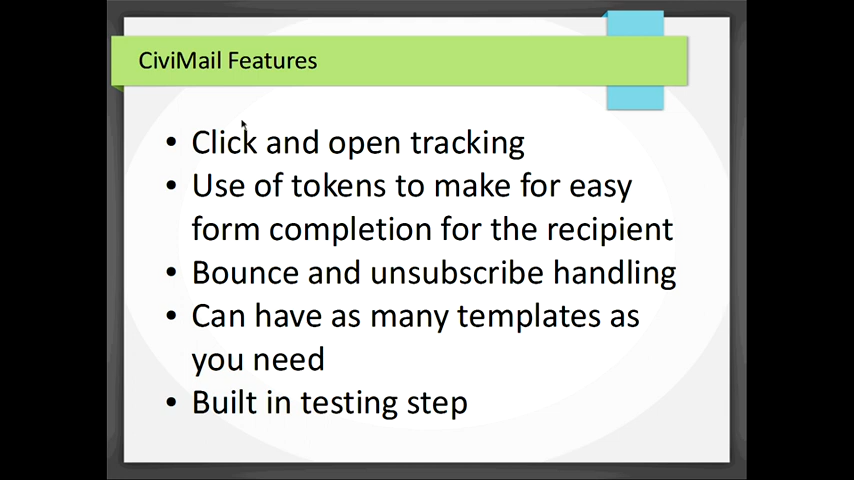 CiviMail Features
• Click and open tracking
• Use of tokens to make for easy
form completion for the recipient
• Bounce and unsubscribe handling
• Can have as many templates as
you need
• Built in testing step